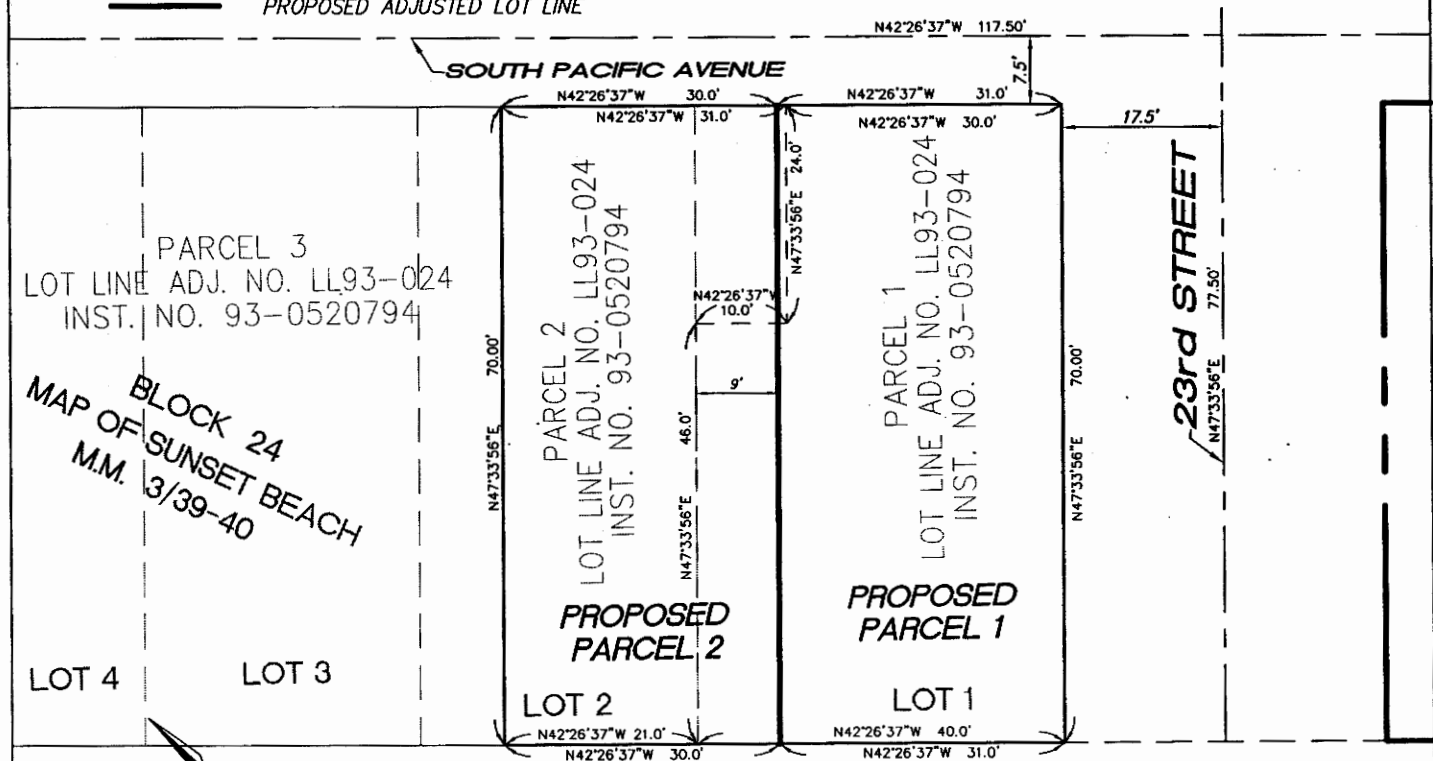 PROPOSED ADJUSTED LOT LINE
N42°26'37"W 117.50'
SOUTH PACIFIC AVENUE
7.5'
N42°26'37"W 30.0'
N42°26'37"W 31.0'
N42°26'37"W 31.0'
N42°26'37"W 30.0'
17.5'
N47°33'56"E 24.0'
PARCEL 3
LOT LINE ADJ. NO. LL93-024
INST. NO. 93-0520794
BLOCK 24
MAP OF SUNSET BEACH
M.M. 3/39-40
N47°33'56"E 70.00'
PARCEL 2
LOT LINE ADJ. NO. LL93-024
INST. NO. 93-0520794
N42°26'37"W
10.0'
9'
N47°33'56"E 46.0'
PARCEL 1
LOT LINE ADJ. NO. LL93-024
INST. NO. 93-0520794
N47°33'56"E 70.00'
23rd STREET
N47°33'56"E 77.50'
PROPOSED
PARCEL 2
PROPOSED
PARCEL 1
LOT 4
LOT 3
LOT 2
LOT 1
N42°26'37"W 21.0'
N42°26'37"W 30.0'
N42°26'37"W 40.0'
N42°26'37"W 31.0'